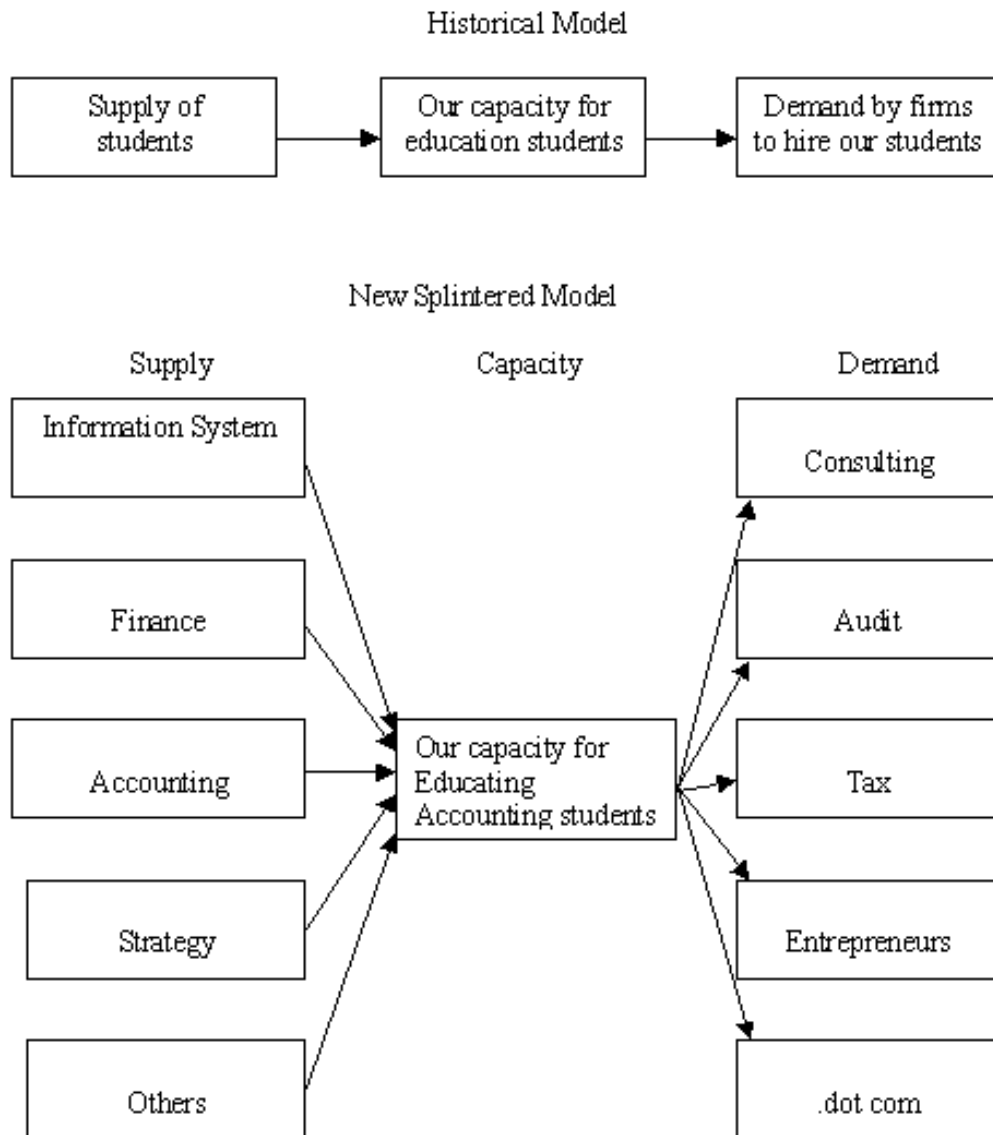 Historical Model
Supply of
students
Our capacity for
education students
Demand by firms
to hire our students
New Splintered Model
Supply
Capacity
Demand
Information System
Finance
Accounting
Strategy
Others
Our capacity for
Educating
Accounting students
Consulting
Audit
Tax
Entrepreneurs
.dot com